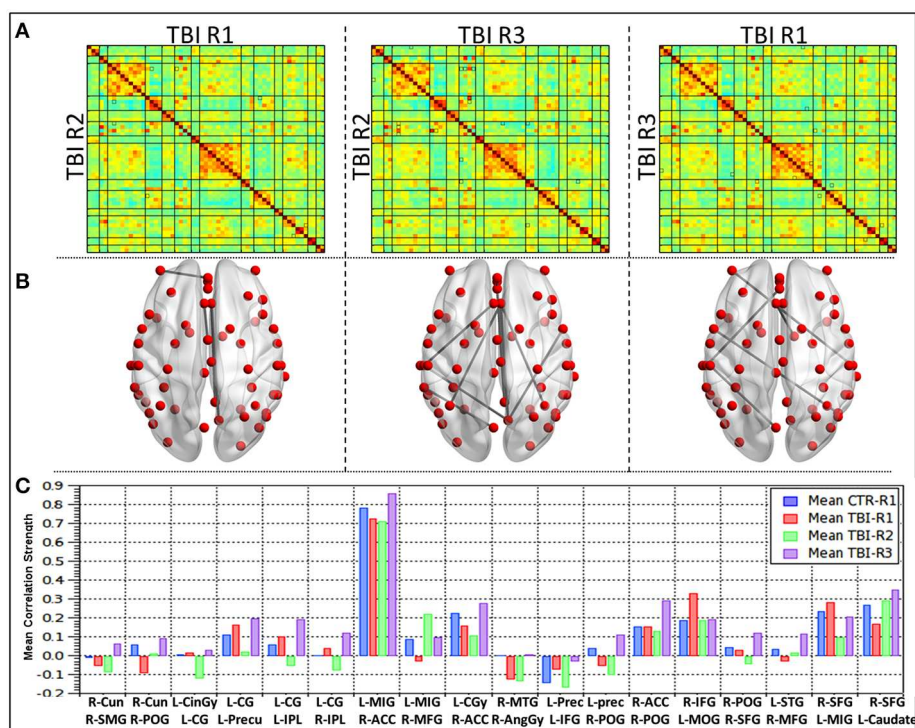 A
TBI R1
TBI R3
TBI R1
TBI R2
TBI R2
TBI R3
B
C
Mean Correlation Strength
0.9
0.8
0.7
0.6
0.5
0.4
0.3
0.2
0.1
0.0
-0.1
-0.2
Mean CTR-R1
Mean TBI-R1
Mean TBI-R2
Mean TBI-R3
R-Cun R-Cun L-CinGy L-CG L-CG L-CG L-MIG L-MIG L-CGy R-MTG L-Prec L-prec R-ACC R-IFG R-POG L-STG R-SFG R-SFG
R-SMG R-POG L-CG L-Precu L-IPL R-IPL R-ACC R-MFG R-ACC R-AngGy L-IFG R-POG R-POG L-MOG R-SFG R-MFG L-MIG L-Caudate